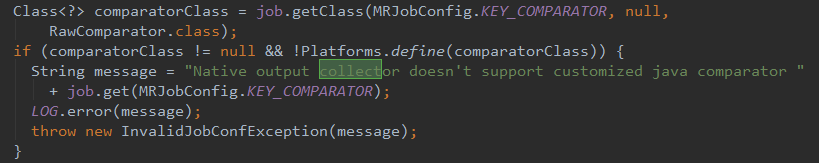 Class<?> comparatorClass = job.getClass(MRJobConfig.KEY_COMPARATOR, null,
    RawComparator.class);
if (comparatorClass != null && !Platforms.define(comparatorClass)) {
  String message = "Native output collector doesn't support customized java comparator "
    + job.get(MRJobConfig.KEY_COMPARATOR);
  LOG.error(message);
  throw new InvalidJobConfException(message);
}